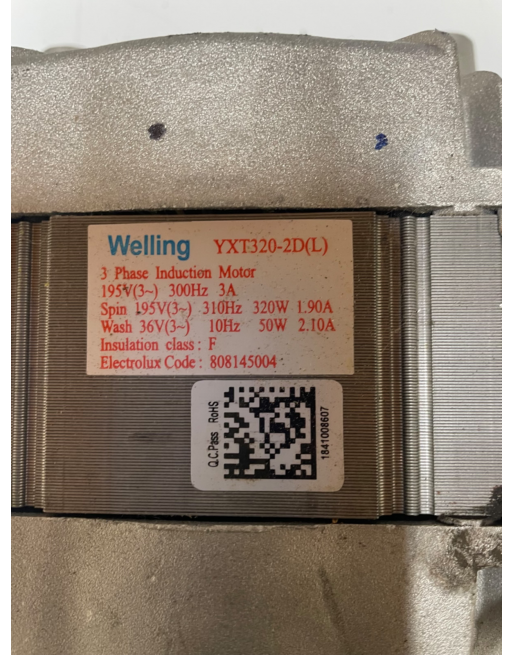 Welling YXT320-2D(L)
3 Phase Induction Motor
195V(3~) 300Hz 3A
Spin 195V(3~) 310Hz 320W 1.90A
Wash 36V(3~) 10Hz 50W 2.10A
Insulation class : F
Electrolux Code : 808145004
Q.C.Pass RoHS
1841008607